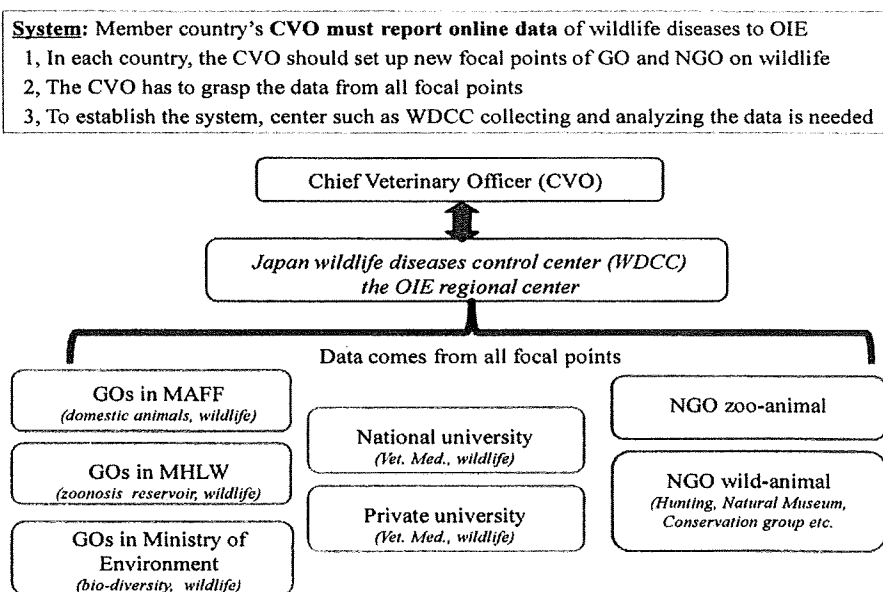 System: Member country's CVO must report online data of wildlife diseases to OIE
1, In each country, the CVO should set up new focal points of GO and NGO on wildlife
2, The CVO has to grasp the data from all focal points
3, To establish the system, center such as WDCC collecting and analyzing the data is needed
Chief Veterinary Officer (CVO)
Japan wildlife diseases control center (WDCC)
the OIE regional center
Data comes from all focal points
GOs in MAFF
(domestic animals, wildlife)
GOs in MHLW
(zoonosis reservoir, wildlife)
GOs in Ministry of
Environment
(bio-diversity, wildlife)
National university
(Vet. Med., wildlife)
Private university
(Vet. Med., wildlife)
NGO zoo-animal
NGO wild-animal
(Hunting, Natural Museum,
Conservation group etc.